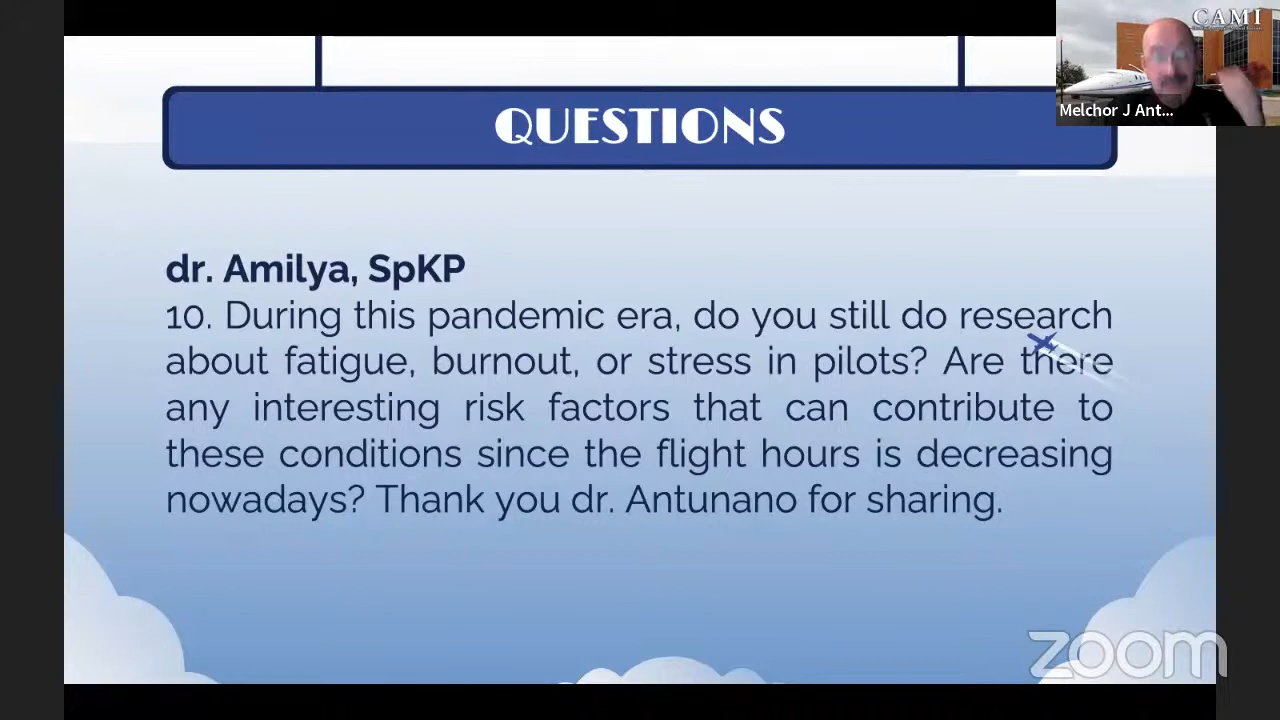 CAMI
Melchor J Ant...
QUESTIONS
dr. Amilya, SpKP
10. During this pandemic era, do you still do research
about fatigue, burnout, or stress in pilots? Are there
any interesting risk factors that can contribute to
these conditions since the flight hours is decreasing
nowadays? Thank you dr. Antunano for sharing.
zoom